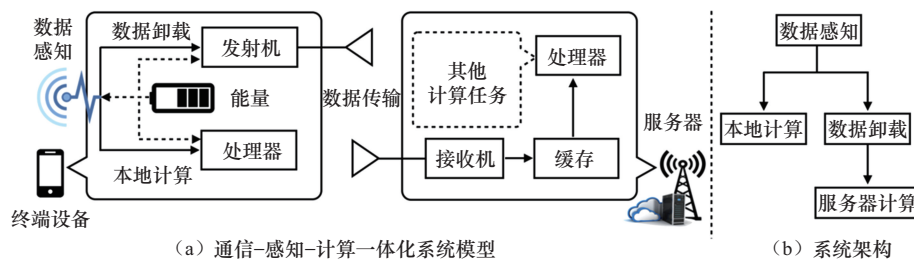 数据
感知
数据卸载
发射机
能量
处理器
本地计算
终端设备
数据传输
其他
计算任务
处理器
接收机
缓存
服务器
（a）通信–感知–计算一体化系统模型
数据感知
本地计算
数据卸载
服务器计算
（b）系统架构